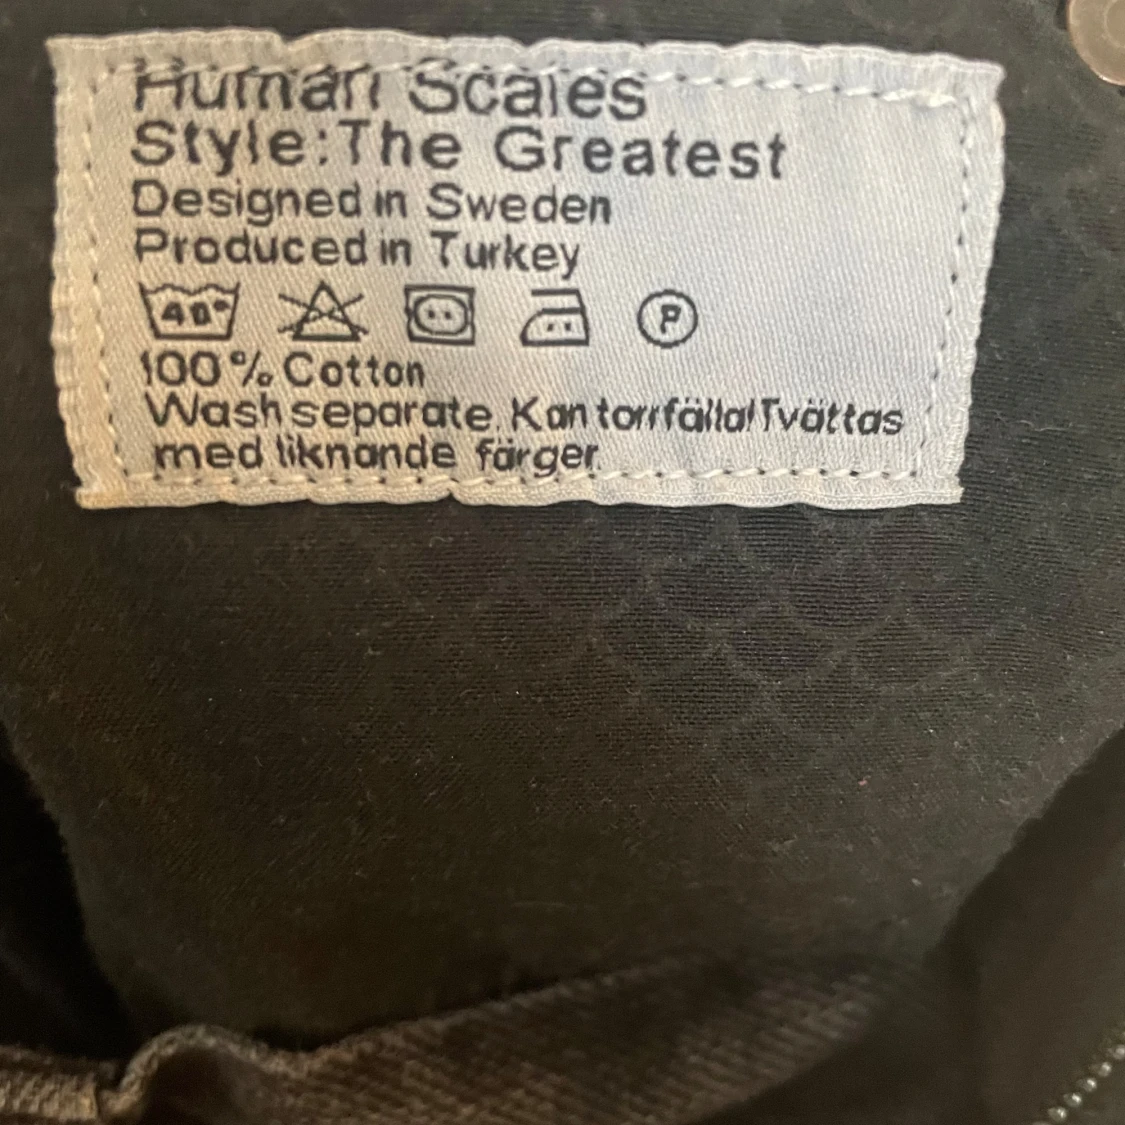 Human Scales
Style:The Greatest
Designed in Sweden
Produced in Turkey
40° P
100% Cotton
Wash separate. Kan torrfälla! Tvättas
med liknande färger.